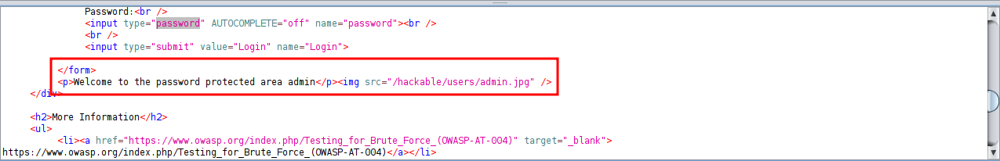 Password:<br />
<input type="password" AUTOCOMPLETE="off" name="password"><br />
<br />
<input type="submit" value="Login" name="Login">
</form>
<p>Welcome to the password protected area admin</p><img src="/hackable/users/admin.jpg" />
</div>
<h2>More Information</h2>
<ul>
<li><a href="https://www.owasp.org/index.php/Testing_for_Brute_Force_(OWASP-AT-004)" target="_blank">
https://www.owasp.org/index.php/Testing_for_Brute_Force_(OWASP-AT-004)</a></li>